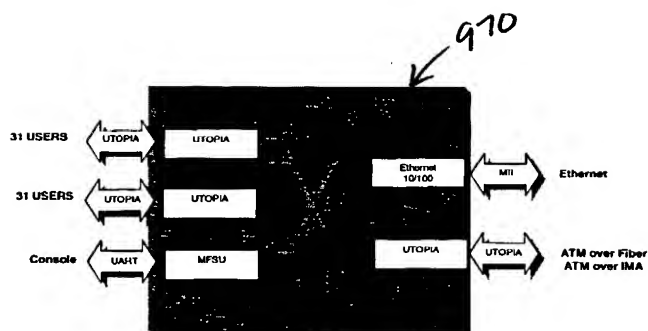 970
31 USERS UTOPIA UTOPIA
Ethernet 10/100 MII Ethernet
31 USERS UTOPIA UTOPIA
Console UART MFSU
UTOPIA UTOPIA ATM over Fiber
ATM over IMA